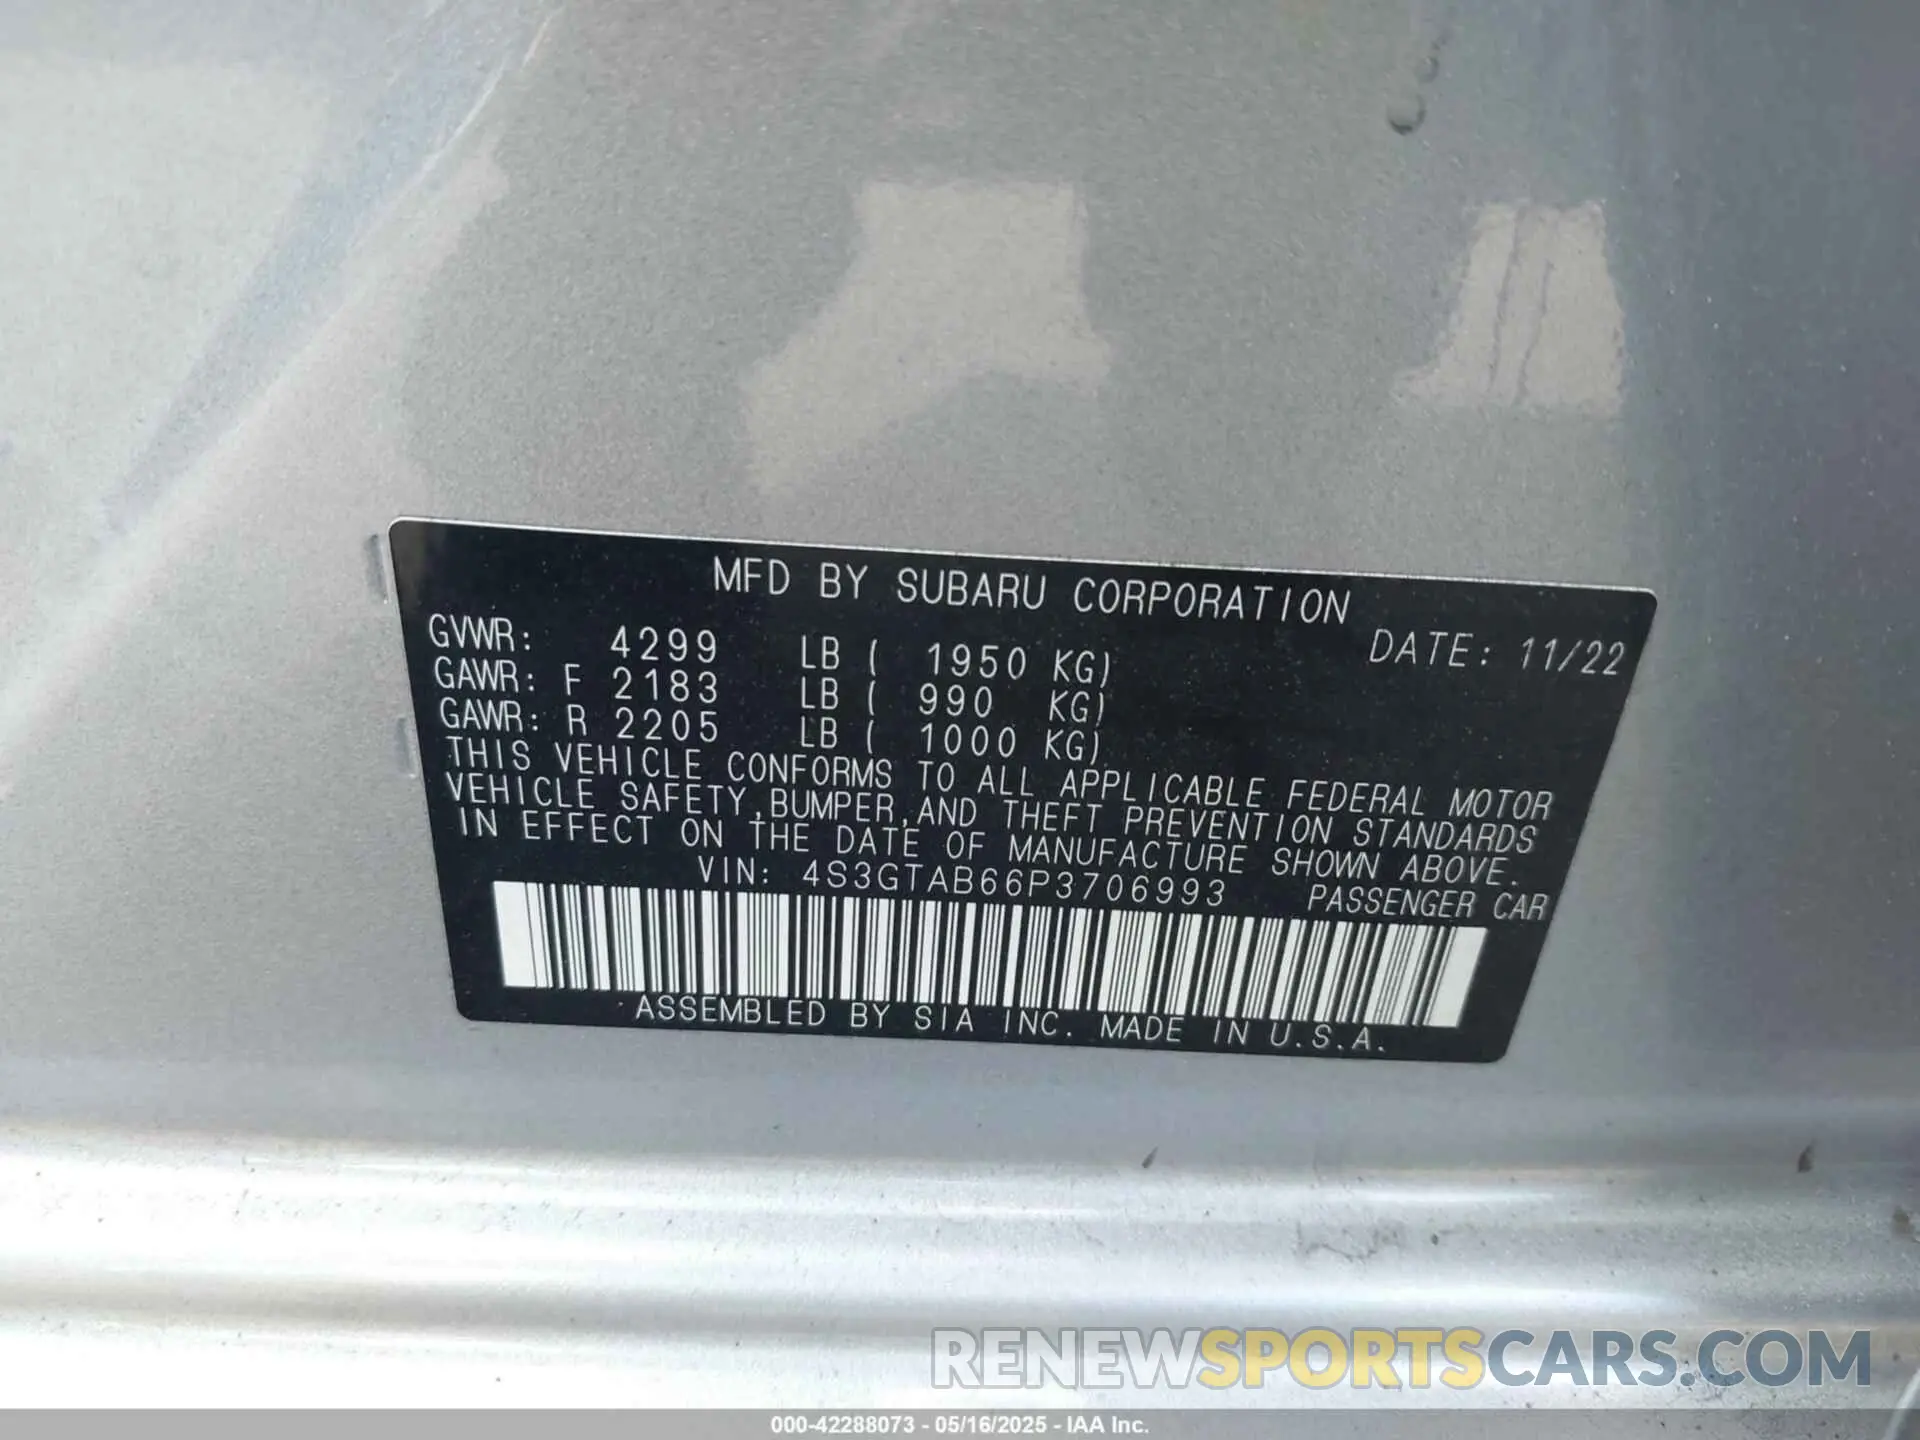 MFD BY SUBARU CORPORATION
DATE: 11/22
GVWR: 4299 LB ( 1950 KG)
GAWR: F 2183 LB ( 990 KG)
GAWR: R 2205 LB ( 1000 KG)
THIS VEHICLE CONFORMS TO ALL APPLICABLE FEDERAL MOTOR
VEHICLE SAFETY,BUMPER,AND THEFT PREVENTION STANDARDS
IN EFFECT ON THE DATE OF MANUFACTURE SHOWN ABOVE.
VIN: 4S3GTAB66P3706993 PASSENGER CAR
ASSEMBLED BY SIA INC. MADE IN U.S.A.
RENEWSPORTSCARS.COM
000-42288073 - 05/16/2025 - IAA Inc.